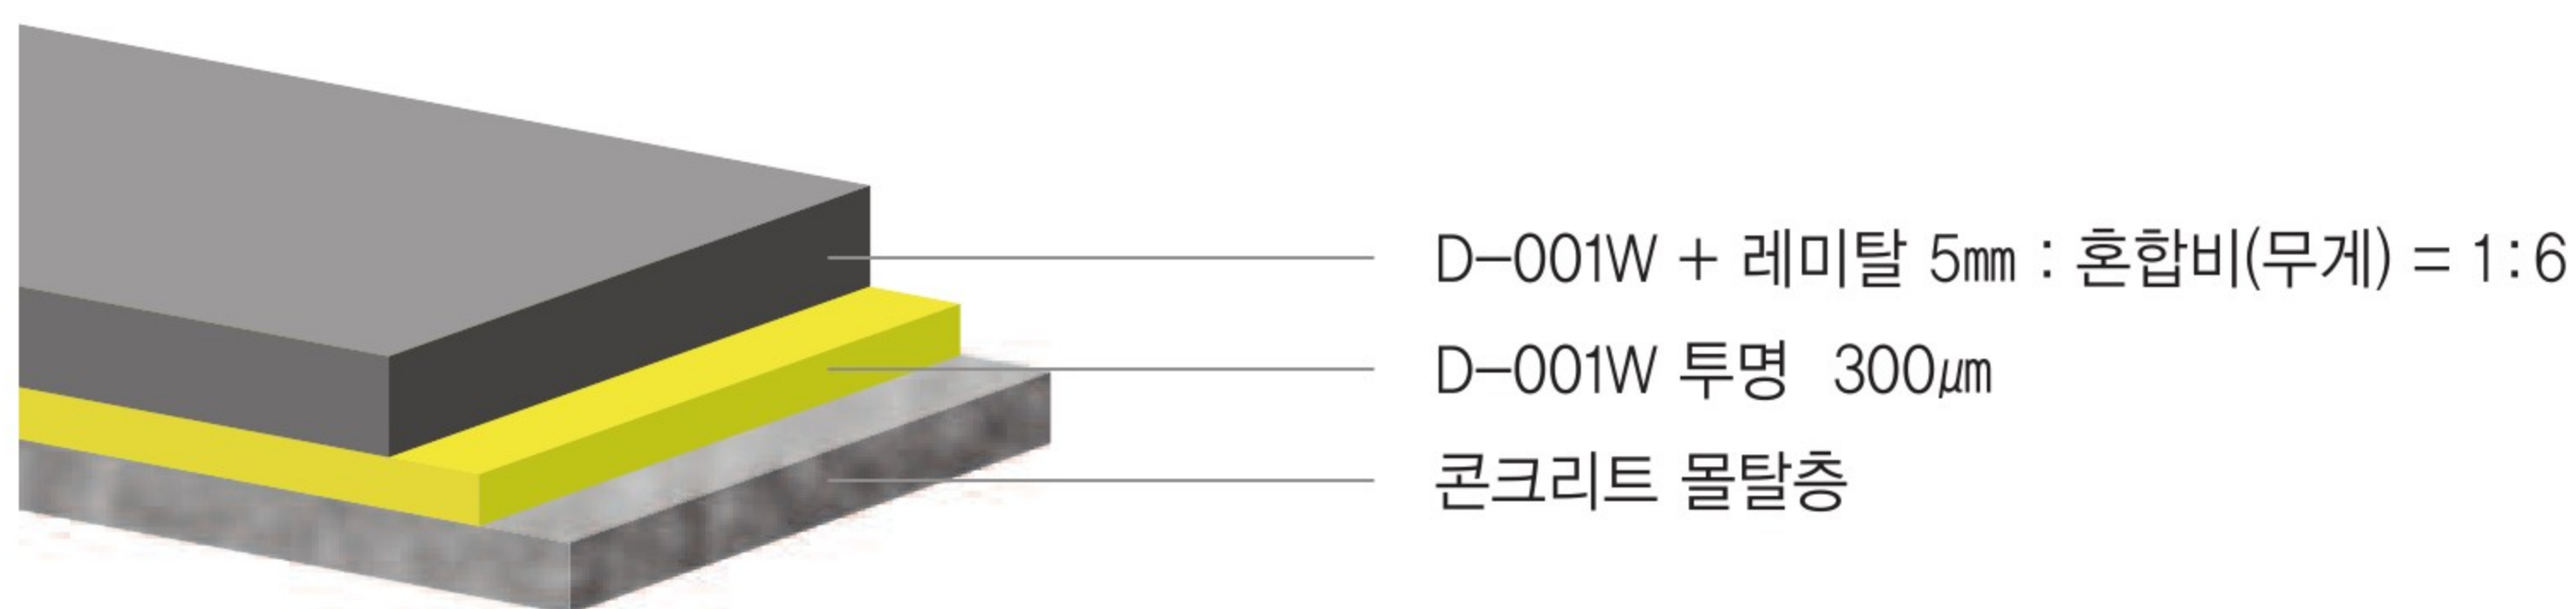 D-001W + 레미탈 5㎜ : 혼합비(무게) = 1:6
D-001W 투명 300㎛
콘크리트 몰탈층